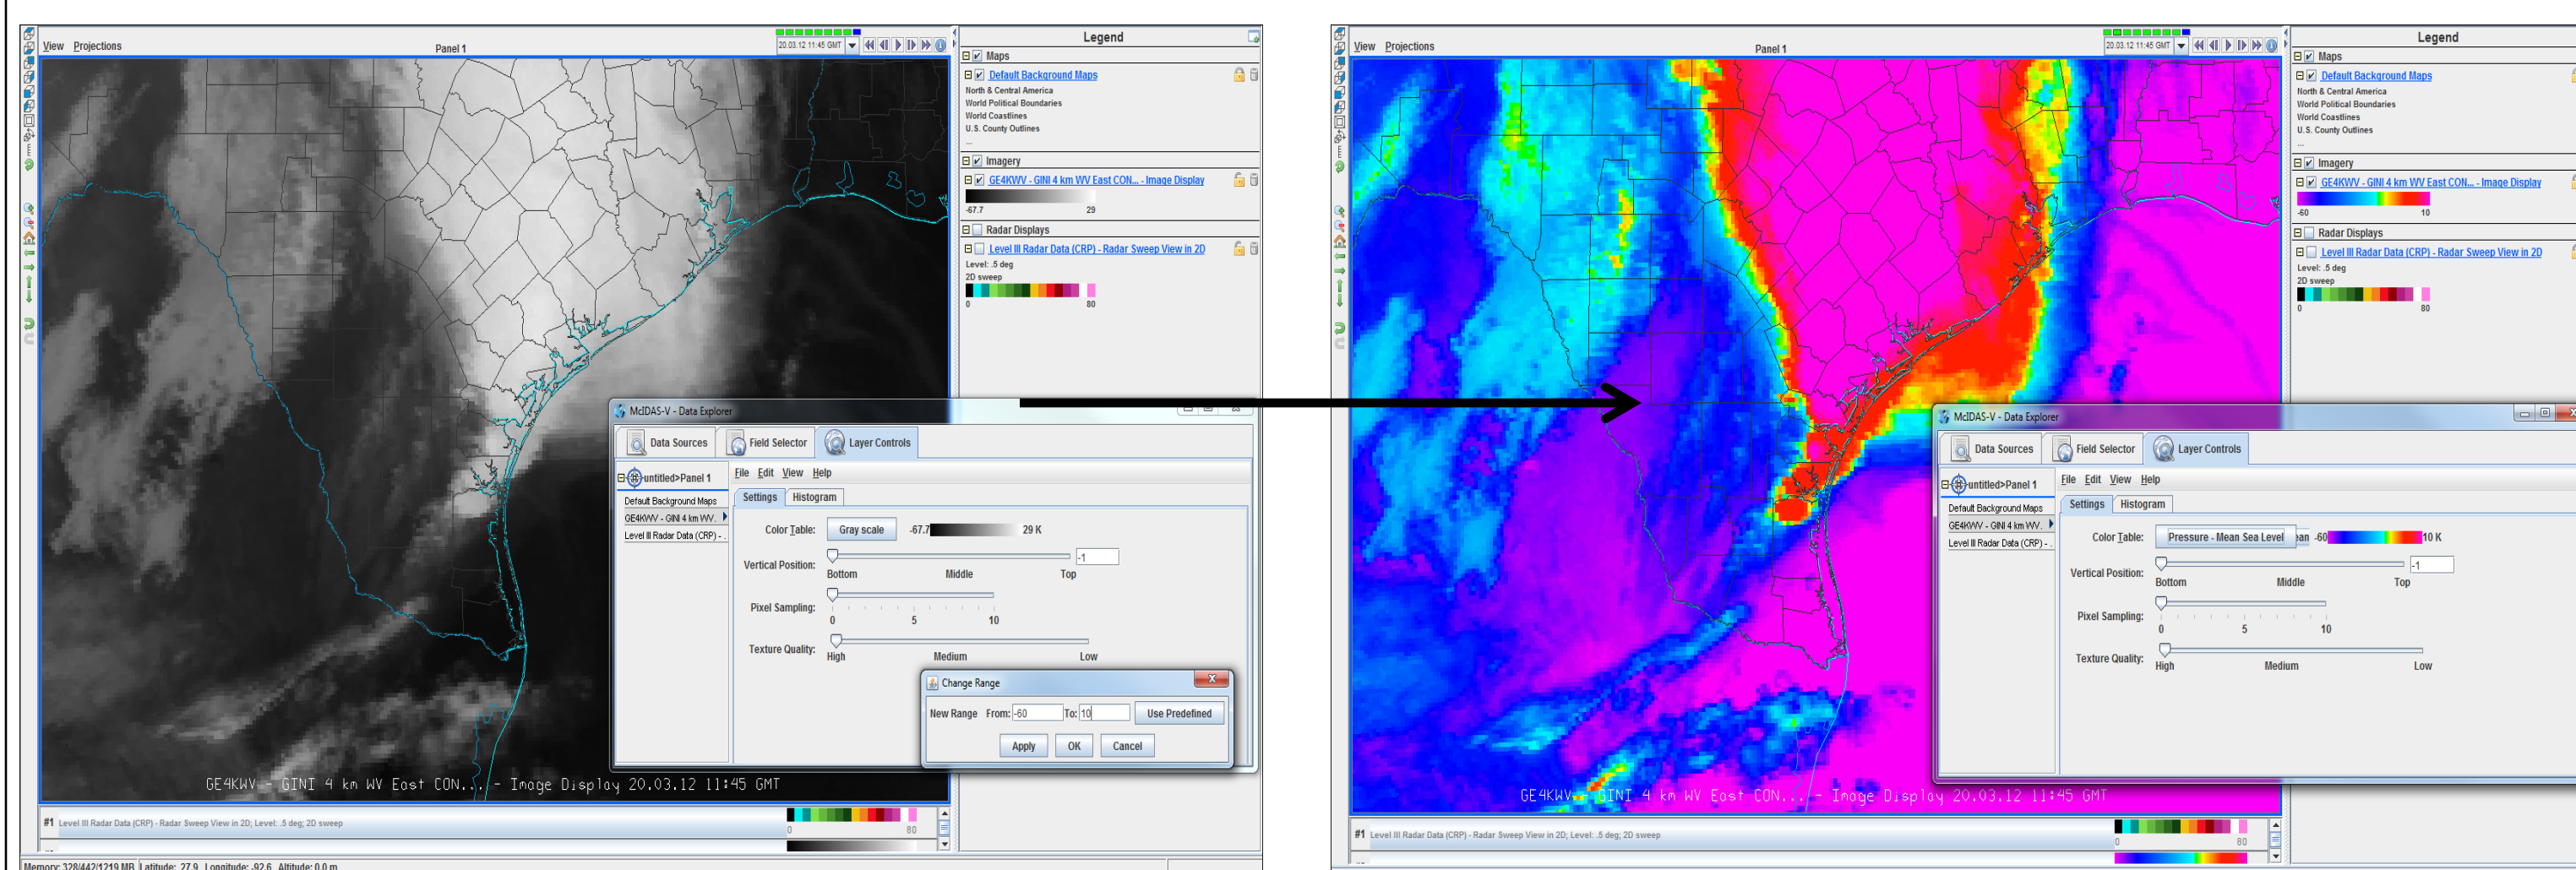 View Projections
Panel 1
20.03.12 11:45 GMT
Legend
Maps
Default Background Maps
North & Central America
World Political Boundaries
World Coastlines
U.S. County Outlines
...
Imagery
GE4KWV - GINI 4 km WV East CON... - Image Display
-67.7 29
Radar Displays
Level III Radar Data (CRP) - Radar Sweep View in 2D
Level: .5 deg
2D sweep
0 80
McIDAS-V - Data Explorer
Data Sources Field Selector Layer Controls
untitled>Panel 1
File Edit View Help
Default Background Maps
GE4KWV - GINI 4 km WV.
Level III Radar Data (CRP) - .
Settings Histogram
Color Table: Gray scale -67.7 29 K
Vertical Position: -1
Bottom Middle Top
Pixel Sampling:
0 5 10
Texture Quality:
High Medium Low
Change Range
New Range From: -60 To: 10 Use Predefined
Apply OK Cancel
GE4KWV - GINI 4 km WV East CON... - Image Display 20.03.12 11:45 GMT
#1 Level III Radar Data (CRP) - Radar Sweep View in 2D; Level: .5 deg; 2D sweep
0 80
Memory: 328/442/1219 MB Latitude: 27.9 Longitude: -92.6 Altitude: 0.0 m
View Projections
Panel 1
20.03.12 11:45 GMT
Legend
Maps
Default Background Maps
North & Central America
World Political Boundaries
World Coastlines
U.S. County Outlines
...
Imagery
GE4KWV - GINI 4 km WV East CON... - Image Display
-60 10
Radar Displays
Level III Radar Data (CRP) - Radar Sweep View in 2D
Level: .5 deg
2D sweep
0 80
McIDAS-V - Data Explorer
Data Sources Field Selector Layer Controls
untitled>Panel 1
File Edit View Help
Default Background Maps
GE4KWV - GINI 4 km WV.
Level III Radar Data (CRP) - .
Settings Histogram
Color Table: Pressure - Mean Sea Level -60 10 K
Vertical Position: -1
Bottom Middle Top
Pixel Sampling:
0 5 10
Texture Quality:
High Medium Low
GE4KWV - GINI 4 km WV East CON... - Image Display 20.03.12 11:45 GMT
#1 Level III Radar Data (CRP) - Radar Sweep View in 2D; Level: .5 deg; 2D sweep
0 80